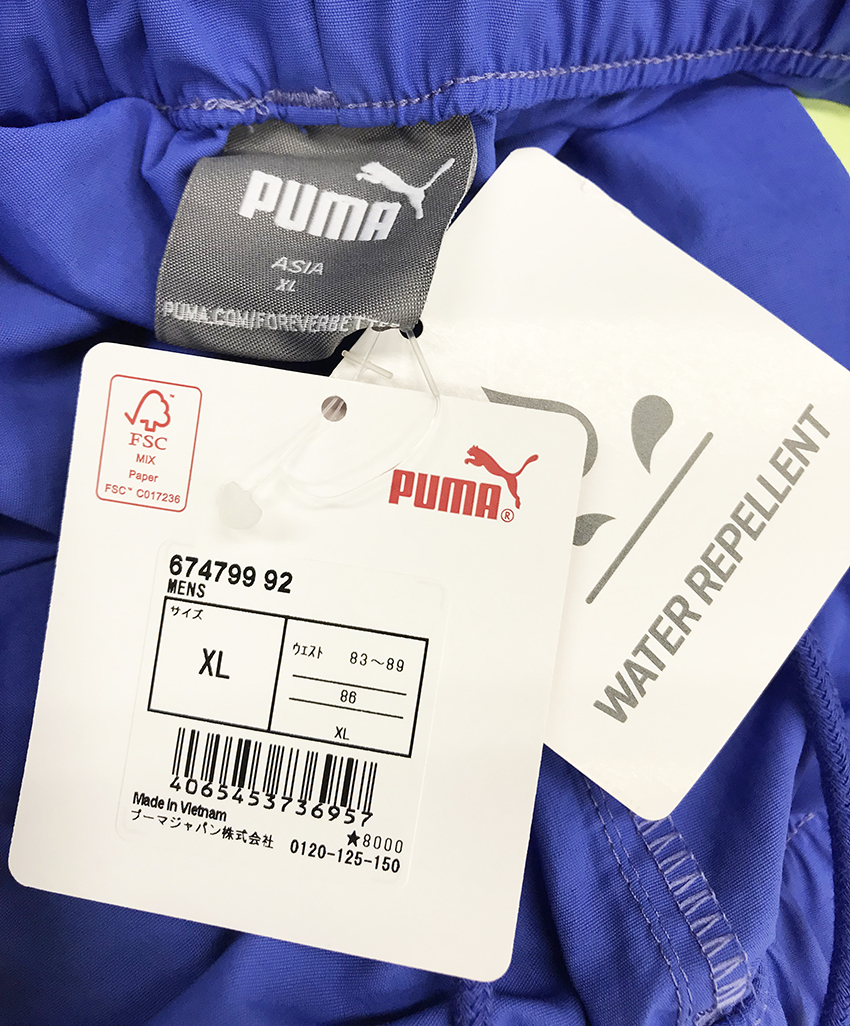 PUMA
ASIA
XL
PUMA.COM/FOREVERBETT
FSC
MIX
Paper
FSC™ C017236
PUMA®
WATER REPELLENT
674799 92
MENS
サイズ
XL
ウエスト 83~89
86
XL
4065453736957
Made in Vietnam
プーマジャパン株式会社
★8000
0120-125-150